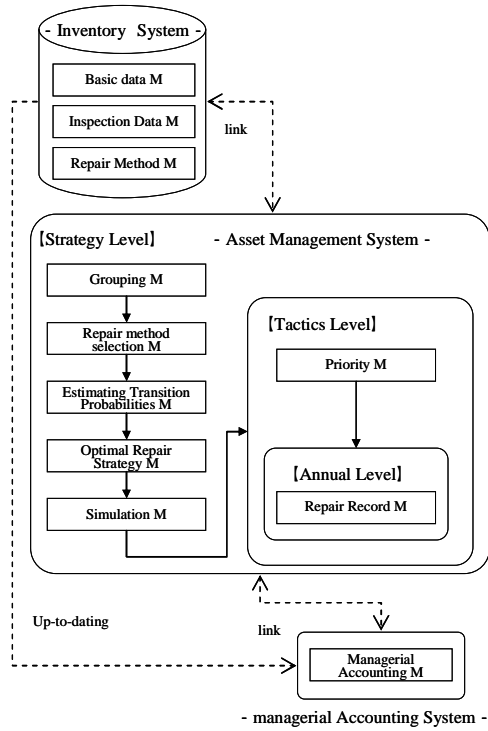 - Inventory System -
Basic data M
Inspection Data M
Repair Method M
link
【Strategy Level】
- Asset Management System -
Grouping M
Repair method
selection M
Estimating Transition
Probabilities M
Optimal Repair
Strategy M
Simulation M
【Tactics Level】
Priority M
【Annual Level】
Repair Record M
Up-to-dating
link
Managerial
Accounting M
- managerial Accounting System -